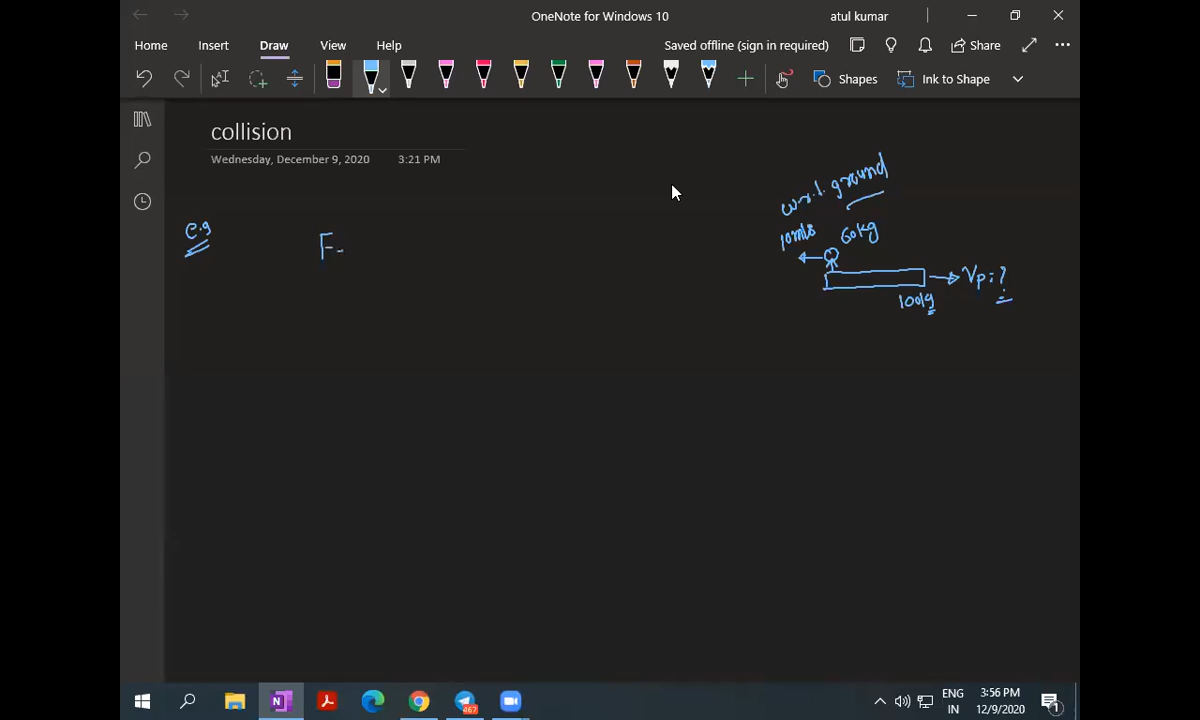 OneNote for Windows 10
atul kumar
Home Insert Draw View Help
Saved offline (sign in required)
Share
Shapes
Ink to Shape
collision
Wednesday, December 9, 2020 3:21 PM
w.r.t. ground
e.g
F-
10m/s 60kg
Vp = ?
100kg
N
467
ENG
IN
3:56 PM
12/9/2020
1